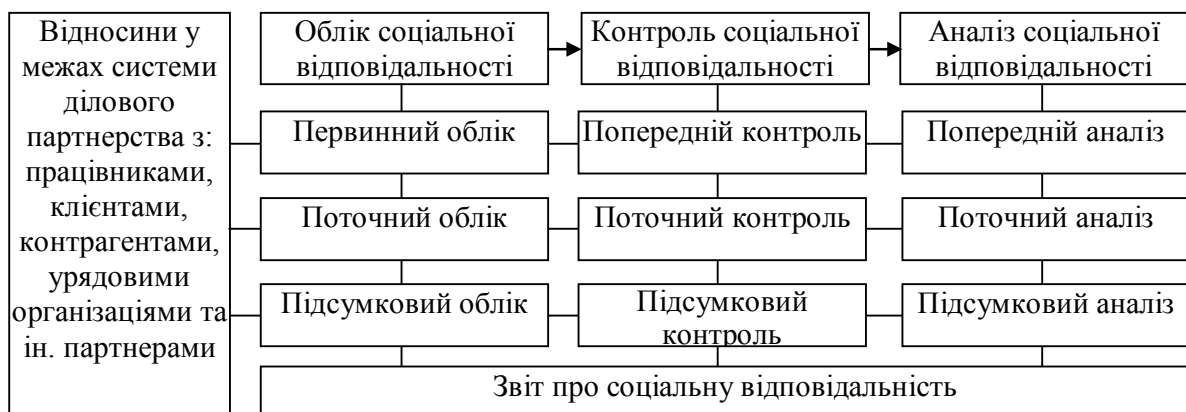 Відносини у
межах системи
ділового
партнерства з:
працівниками,
клієнтами,
контрагентами,
урядовими
організаціями та
ін. партнерами
Облік соціальної
відповідальності
Контроль соціальної
відповідальності
Аналіз соціальної
відповідальності
Первинний облік
Попередній контроль
Попередній аналіз
Поточний облік
Поточний контроль
Поточний аналіз
Підсумковий облік
Підсумковий
контроль
Підсумковий аналіз
Звіт про соціальну відповідальність